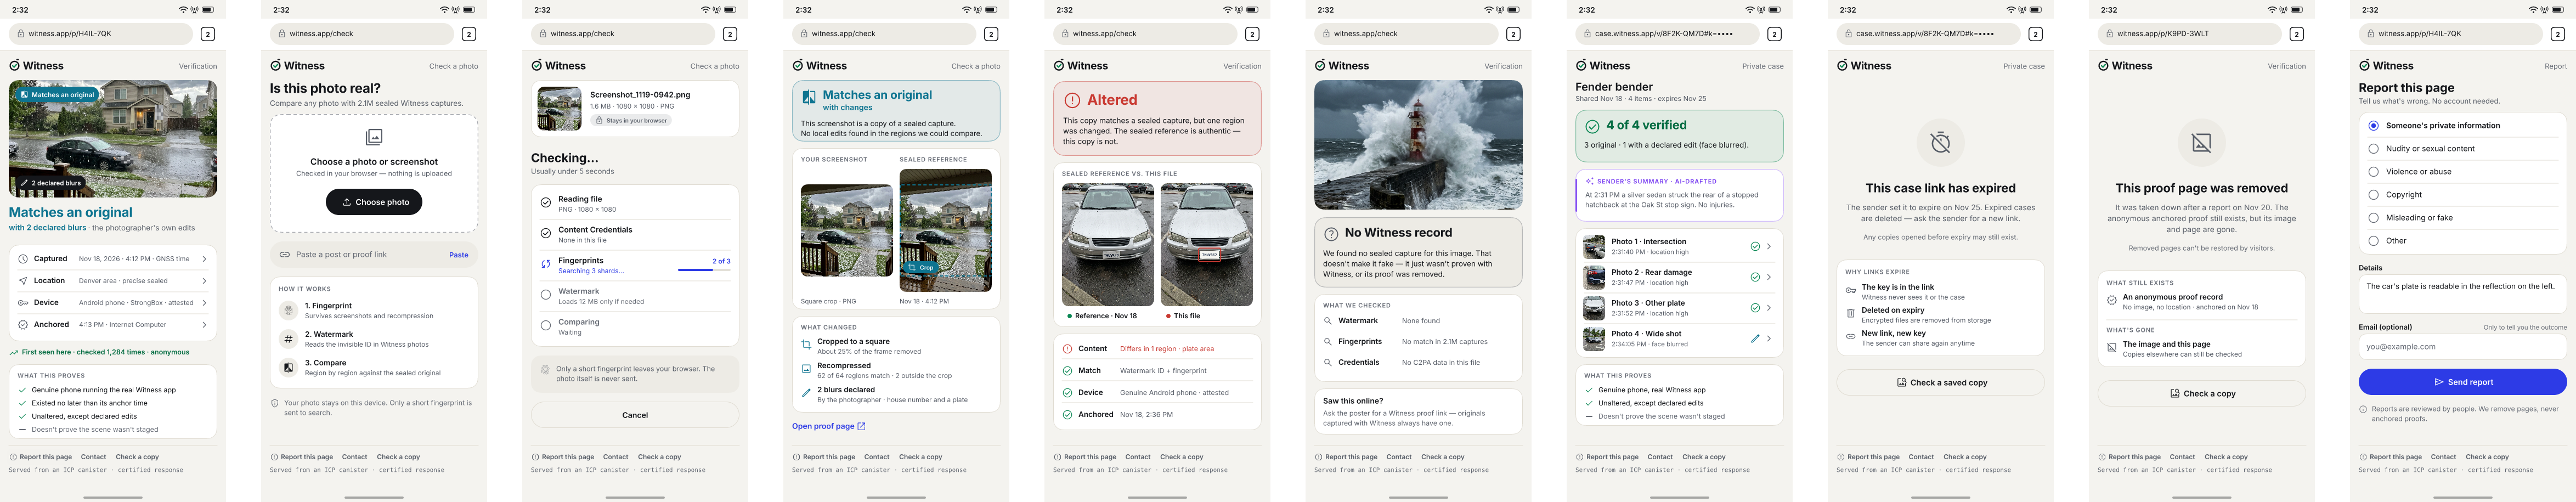 2:32
witness.app/p/H4IL-7QK
2
Witness
Verification
Matches an original
2 declared blurs
Matches an original
with 2 declared blurs · the photographer's own edits
Captured Nov 18, 2026 · 4:12 PM · GNSS time
Location Denver area · precise sealed
Device Android phone · StrongBox · attested
Anchored 4:13 PM · Internet Computer
First seen here · checked 1,284 times · anonymous
WHAT THIS PROVES
Genuine phone running the real Witness app
Existed no later than its anchor time
Unaltered, except declared edits
Doesn't prove the scene wasn't staged
Report this page Contact Check a copy
Served from an ICP canister · certified response
2:32
witness.app/check
2
Witness
Check a photo
Is this photo real?
Compare any photo with 2.1M sealed Witness captures.
Choose a photo or screenshot
Checked in your browser — nothing is uploaded
Choose photo
Paste a post or proof link Paste
HOW IT WORKS
1. Fingerprint
Survives screenshots and recompression
2. Watermark
Reads the invisible ID in Witness photos
3. Compare
Region by region against the sealed original
Your photo stays on this device. Only a short fingerprint is
sent to search.
Report this page Contact Check a copy
Served from an ICP canister · certified response
2:32
witness.app/check
2
Witness
Check a photo
Screenshot_1119-0942.png
1.6 MB · 1080 × 1080 · PNG
Stays in your browser
Checking...
Usually under 5 seconds
Reading file
PNG · 1080 × 1080
Content Credentials
None in this file
Fingerprints 2 of 3
Searching 3 shards...
Watermark
Loads 12 MB only if needed
Comparing
Waiting
Only a short fingerprint leaves your browser. The
photo itself is never sent.
Cancel
Report this page Contact Check a copy
Served from an ICP canister · certified response
2:32
witness.app/check
2
Witness
Check a photo
Matches an original
with changes
This screenshot is a copy of a sealed capture.
No local edits found in the regions we could compare.
YOUR SCREENSHOT SEALED REFERENCE
Crop
Square crop · PNG Nov 18 · 4:12 PM
WHAT CHANGED
Cropped to a square
About 25% of the frame removed
Recompressed
62 of 64 regions match · 2 outside the crop
2 blurs declared
By the photographer · house number and a plate
Open proof page
Report this page Contact Check a copy
Served from an ICP canister · certified response
2:32
witness.app/check
2
Witness
Verification
Altered
This copy matches a sealed capture, but one region
was changed. The sealed reference is authentic —
this copy is not.
SEALED REFERENCE VS. THIS FILE
Reference · Nov 18 This file
Content Differs in 1 region · plate area
Match Watermark ID + fingerprint
Device Genuine Android phone · attested
Anchored Nov 18, 2:36 PM
Report this page Contact Check a copy
Served from an ICP canister · certified response
2:32
witness.app/check
2
Witness
Verification
No Witness record
We found no sealed capture for this image. That
doesn't make it fake — it just wasn't proven with
Witness, or its proof was removed.
WHAT WE CHECKED
Watermark None found
Fingerprints No match in 2.1M captures
Credentials No C2PA data in this file
Saw this online?
Ask the poster for a Witness proof link — originals
captured with Witness always have one.
Report this page Contact Check a copy
Served from an ICP canister · certified response
2:32
case.witness.app/v/8F2K-QM7D#k=••••
2
Witness
Private case
Fender bender
Shared Nov 18 · 4 items · expires Nov 25
4 of 4 verified
3 original · 1 with a declared edit (face blurred).
SENDER'S SUMMARY · AI-DRAFTED
At 2:31 PM a silver sedan struck the rear of a stopped
hatchback at the Oak St stop sign. No injuries.
Photo 1 · Intersection
2:31:40 PM · location high
Photo 2 · Rear damage
2:31:47 PM · location high
Photo 3 · Other plate
2:31:52 PM · location high
Photo 4 · Wide shot
2:34:05 PM · face blurred
WHAT THIS PROVES
Genuine phone, real Witness app
Unaltered, except declared edits
Doesn't prove the scene wasn't staged
Report this page Contact Check a copy
Served from an ICP canister · certified response
2:32
case.witness.app/v/8F2K-QM7D#k=••••
2
Witness
Private case
This case link has expired
The sender set it to expire on Nov 25. Expired cases
are deleted — ask the sender for a new link.
Any copies opened before expiry may still exist.
WHY LINKS EXPIRE
The key is in the link
Witness never sees it or the case
Deleted on expiry
Encrypted files are removed from storage
New link, new key
The sender can share again anytime
Check a saved copy
Report this page Contact Check a copy
Served from an ICP canister · certified response
2:32
witness.app/p/K9PD-3WLT
2
Witness
Verification
This proof page was removed
It was taken down after a report on Nov 20. The
anonymous anchored proof still exists, but its image
and page are gone.
Removed pages can't be restored by visitors.
WHAT STILL EXISTS
An anonymous proof record
No image, no location · anchored on Nov 18
WHAT'S GONE
The image and this page
Copies elsewhere can still be checked
Check a copy
Report this page Contact Check a copy
Served from an ICP canister · certified response
2:32
witness.app/p/H4IL-7QK
2
Witness
Report
Report this page
Tell us what's wrong. No account needed.
Someone's private information
Nudity or sexual content
Violence or abuse
Copyright
Misleading or fake
Other
Details
The car's plate is readable in the reflection on the left.
Email (optional) Only to tell you the outcome
you@example.com
Send report
Reports are reviewed by people. We remove pages, never
anchored proofs.
Report this page Contact Check a copy
Served from an ICP canister · certified response